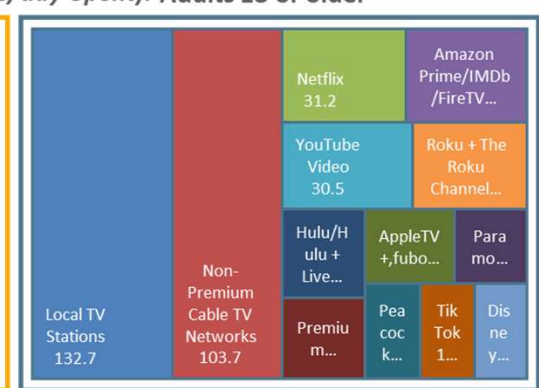 Adults 18 or older
Local TV
Stations
132.7
Non-
Premium
Cable TV
Networks
103.7
Netflix
31.2
Amazon
Prime/IMDb
/FireTV...
YouTube
Video
30.5
Roku + The
Roku
Channel...
Hulu/H
ulu +
Live...
AppleTV
+,fubo...
Para
mo...
Premiu
m...
Pea
coc
k...
Tik
Tok
1...
Dis
ne
y...